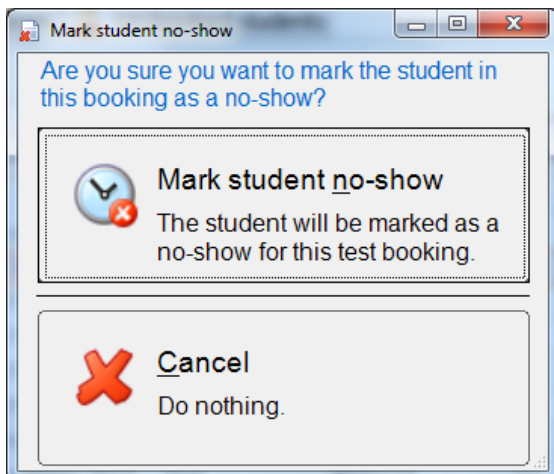 Mark student no-show
Are you sure you want to mark the student in
this booking as a no-show?
Mark student no-show
The student will be marked as a
no-show for this test booking.
Cancel
Do nothing.